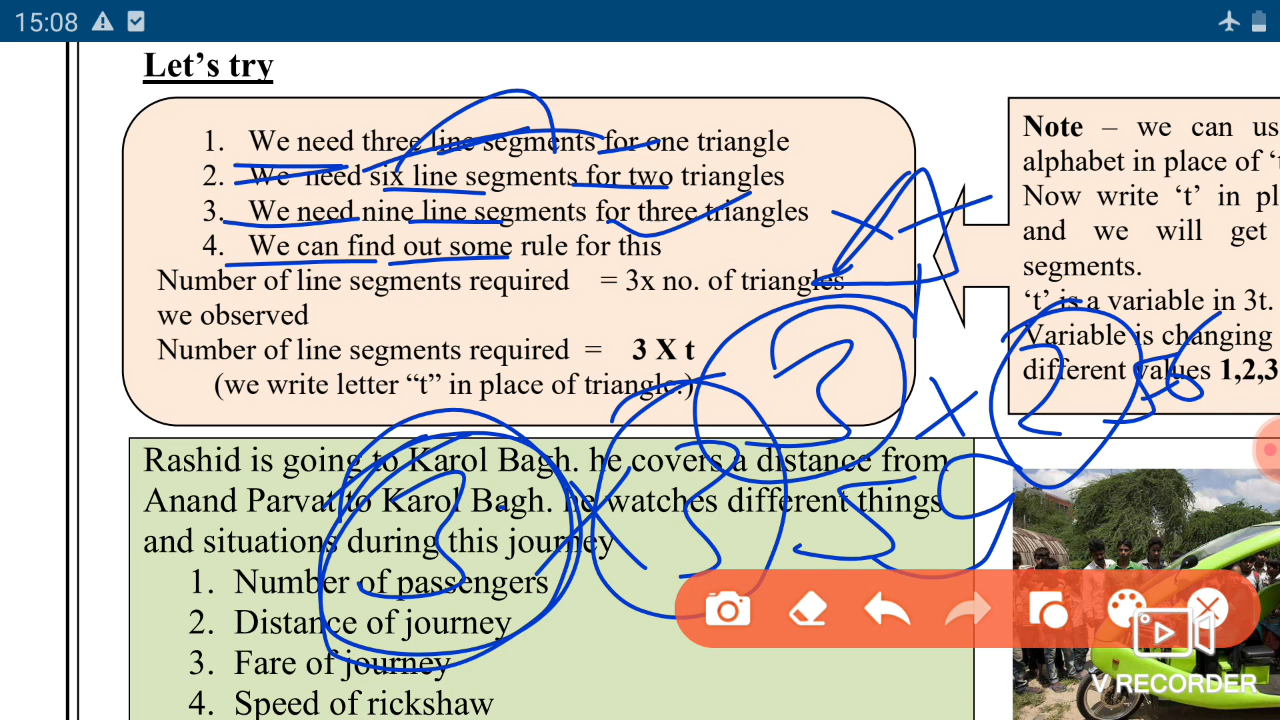 15:08
Let's try
1. We need three line segments for one triangle
2. We need six line segments for two triangles
3. We need nine line segments for three triangles
4. We can find out some rule for this
Number of line segments required = 3x no. of triangles
we observed
Number of line segments required = 3 X t
(we write letter “t” in place of triangle.)
Note – we can us
alphabet in place of ‘t
Now write ‘t’ in pl
and we will get
segments.
‘t’ is a variable in 3t.
Variable is changing
different values 1,2,3
3 x 2 = 6
3 x 3 = 9
Rashid is going to Karol Bagh. he covers a distance from
Anand Parvat to Karol Bagh. he watches different things
and situations during this journey
1. Number of passengers
2. Distance of journey
3. Fare of journey
4. Speed of rickshaw
V RECORDER